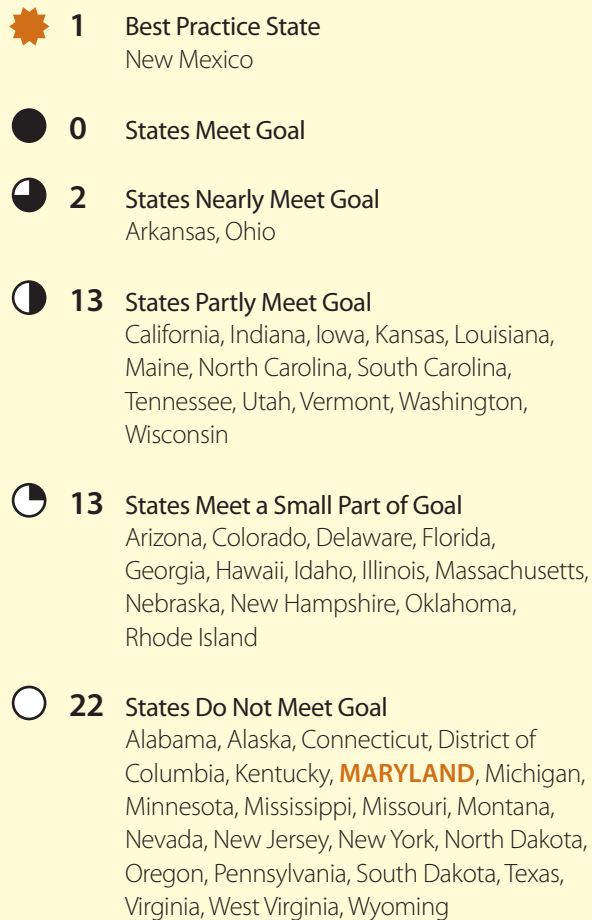 1 Best Practice State
New Mexico
0 States Meet Goal
2 States Nearly Meet Goal
Arkansas, Ohio
13 States Partly Meet Goal
California, Indiana, Iowa, Kansas, Louisiana,
Maine, North Carolina, South Carolina,
Tennessee, Utah, Vermont, Washington,
Wisconsin
13 States Meet a Small Part of Goal
Arizona, Colorado, Delaware, Florida,
Georgia, Hawaii, Idaho, Illinois, Massachusetts,
Nebraska, New Hampshire, Oklahoma,
Rhode Island
22 States Do Not Meet Goal
Alabama, Alaska, Connecticut, District of
Columbia, Kentucky, MARYLAND, Michigan,
Minnesota, Mississippi, Missouri, Montana,
Nevada, New Jersey, New York, North Dakota,
Oregon, Pennsylvania, South Dakota, Texas,
Virginia, West Virginia, Wyoming